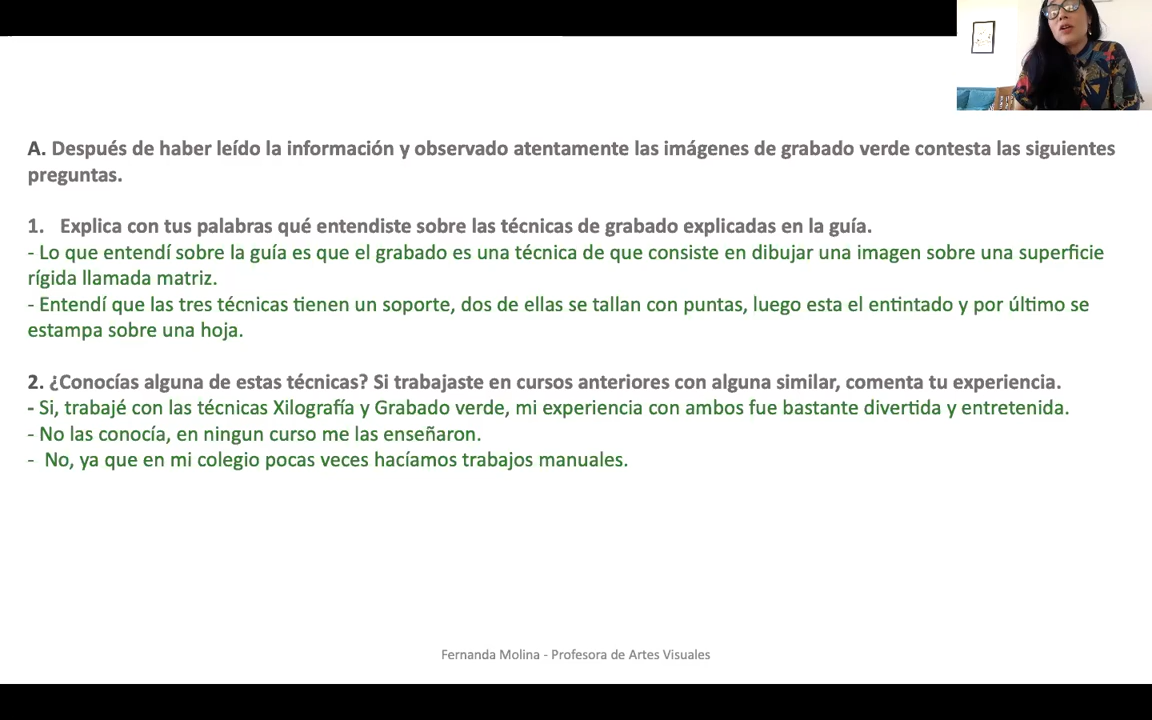 A. Después de haber leído la información y observado atentamente las imágenes de grabado verde contesta las siguientes
preguntas.
1. Explica con tus palabras qué entendiste sobre las técnicas de grabado explicadas en la guía.
- Lo que entendí sobre la guía es que el grabado es una técnica de que consiste en dibujar una imagen sobre una superficie
rígida llamada matriz.
- Entendí que las tres técnicas tienen un soporte, dos de ellas se tallan con puntas, luego esta el entintado y por último se
estampa sobre una hoja.
2. ¿Conocías alguna de estas técnicas? Si trabajaste en cursos anteriores con alguna similar, comenta tu experiencia.
- Si, trabajé con las técnicas Xilografía y Grabado verde, mi experiencia con ambos fue bastante divertida y entretenida.
- No las conocía, en ningun curso me las enseñaron.
- No, ya que en mi colegio pocas veces hacíamos trabajos manuales.
Fernanda Molina - Profesora de Artes Visuales